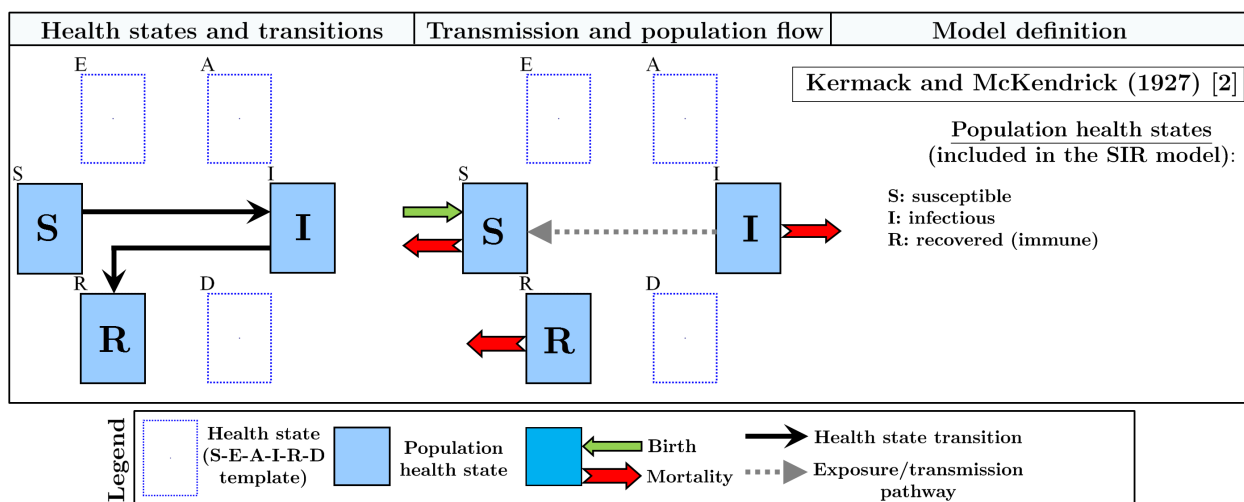 Health states and transitions
Transmission and population flow
Model definition
E
A
S
S
I
I
R
R
D
E
A
S
S
I
I
R
R
D
Kermack and McKendrick (1927) [2]
Population health states
(included in the SIR model):
S: susceptible
I: infectious
R: recovered (immune)
Legend
Health state
(S-E-A-I-R-D
template)
Population
health state
Birth
Mortality
Health state transition
Exposure/transmission
pathway